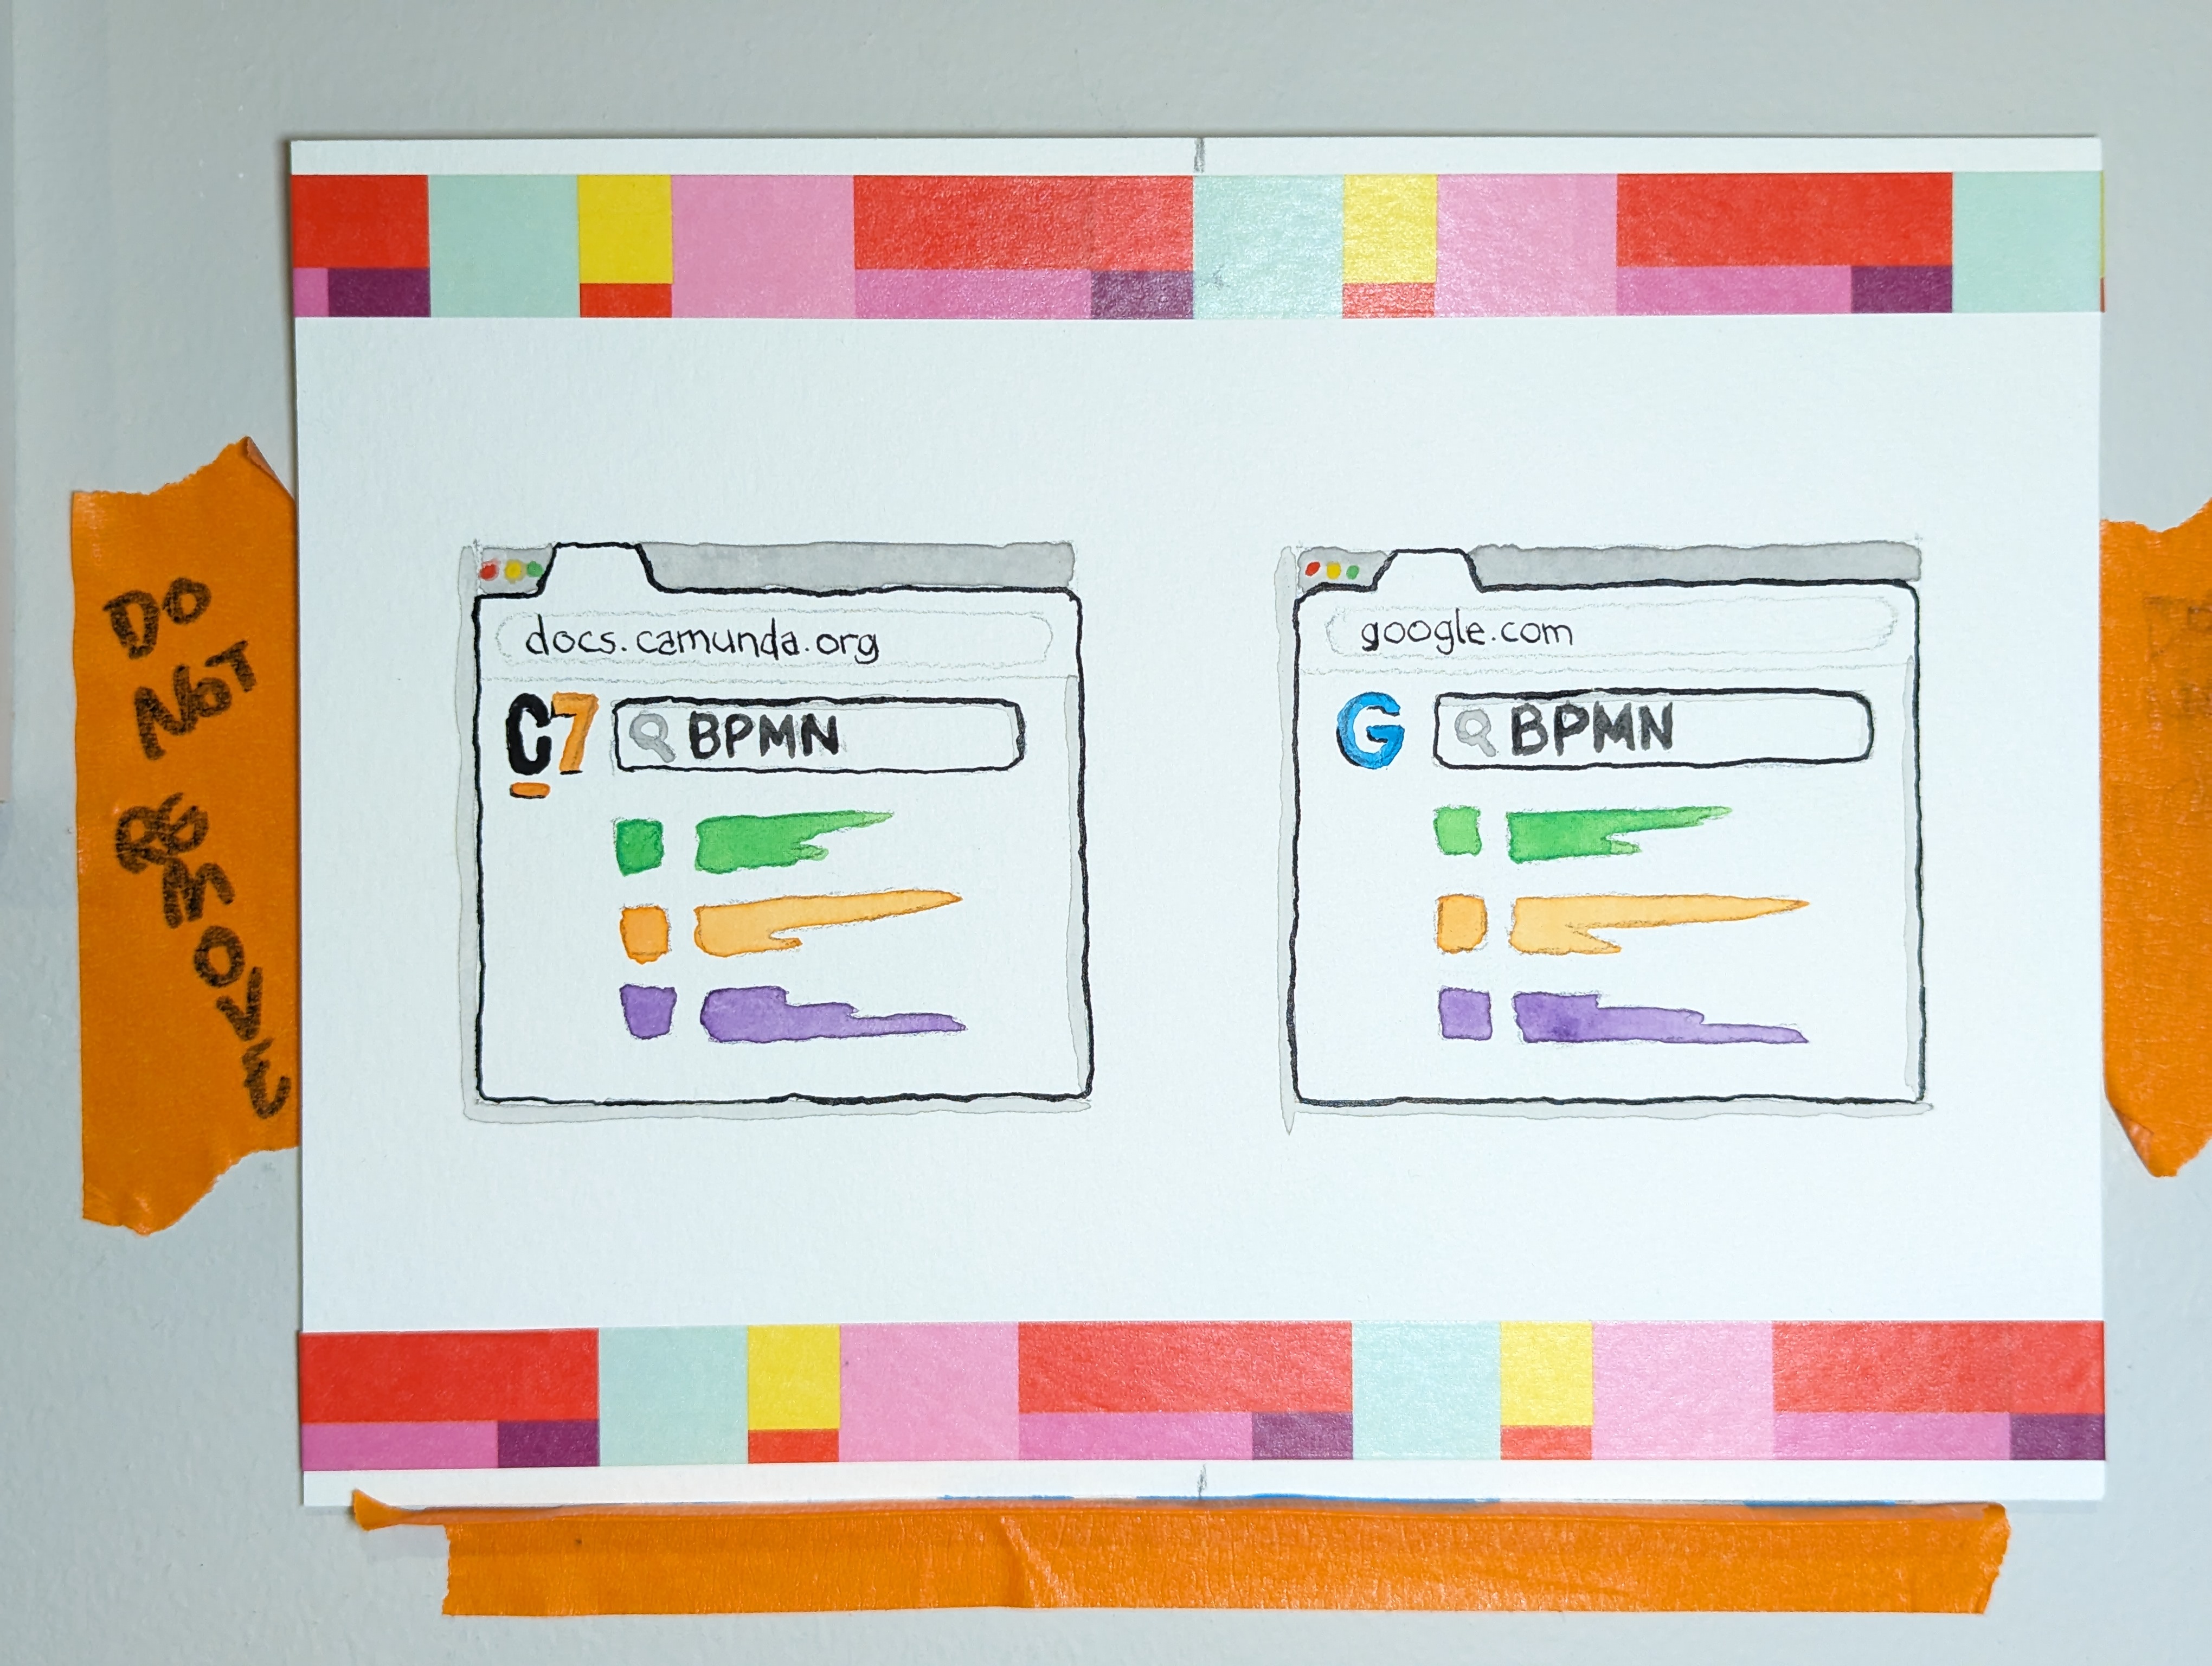 DO
NOT
REMOVE
docs.camunda.org
C7 BPMN
google.com
G BPMN